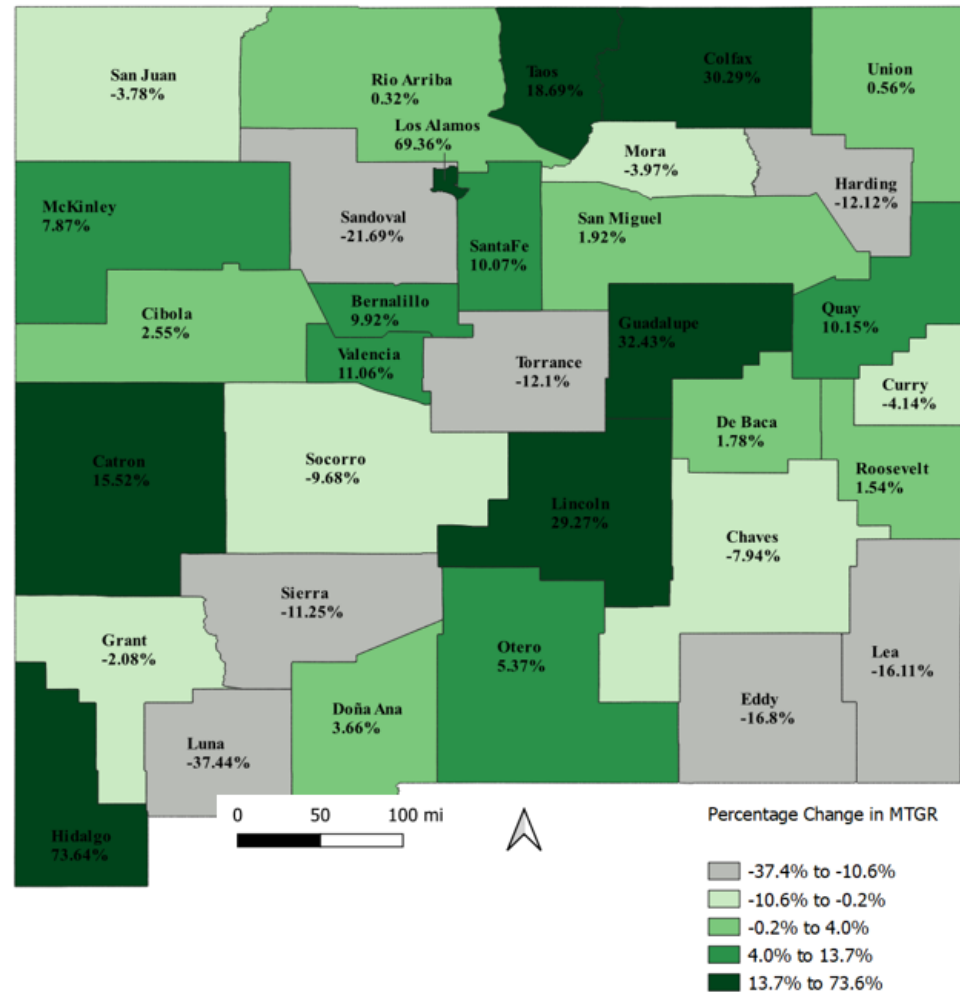 San Juan
-3.78%
Rio Arriba
0.32%
Taos
18.69%
Colfax
30.29%
Union
0.56%
Los Alamos
69.36%
Mora
-3.97%
Harding
-12.12%
McKinley
7.87%
Sandoval
-21.69%
SantaFe
10.07%
San Miguel
1.92%
Cibola
2.55%
Bernalillo
9.92%
Guadalupe
32.43%
Quay
10.15%
Valencia
11.06%
Torrance
-12.1%
Curry
-4.14%
De Baca
1.78%
Catron
15.52%
Socorro
-9.68%
Roosevelt
1.54%
Lincoln
29.27%
Chaves
-7.94%
Sierra
-11.25%
Grant
-2.08%
Otero
5.37%
Lea
-16.11%
Eddy
-16.8%
Doña Ana
3.66%
Luna
-37.44%
Hidalgo
73.64%
0 50 100 mi
Percentage Change in MTGR
-37.4% to -10.6%
-10.6% to -0.2%
-0.2% to 4.0%
4.0% to 13.7%
13.7% to 73.6%